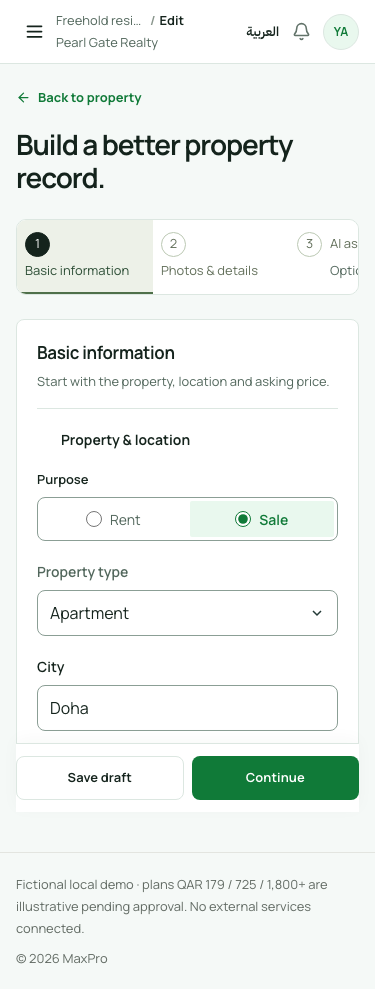 Freehold resi... / Edit
Pearl Gate Realty
العربية
YA
Back to property
Build a better property
record.
1
Basic information
2
Photos & details
3
AI as
Optic
Basic information
Start with the property, location and asking price.
Property & location
Purpose
Rent
Sale
Property type
Apartment
City
Doha
Save draft
Continue
Fictional local demo · plans QAR 179 / 725 / 1,800+ are
illustrative pending approval. No external services
connected.
© 2026 MaxPro